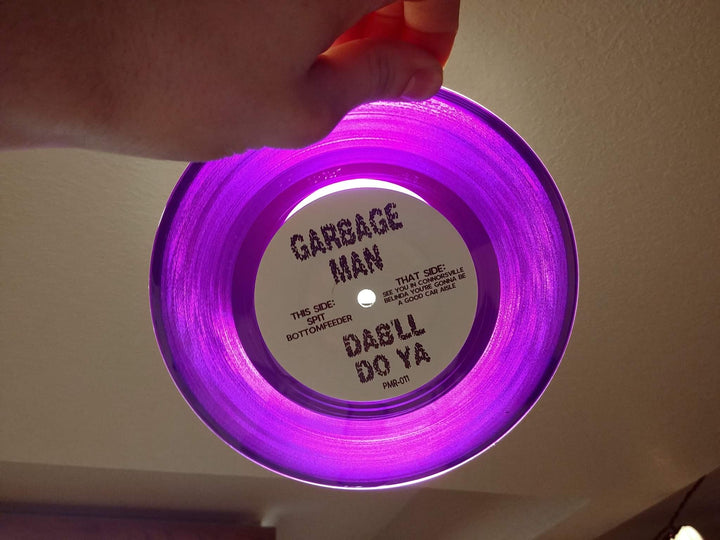 GARBAGE
MAN
THIS SIDE:
SPIT
BOTTOMFEEDER
THAT SIDE:
SEE YOU IN CONNORSVILLE
BELINDA, YOU'RE GONNA BE
A GOOD CAR AISLE
DAB'LL
DO YA
PMR-011